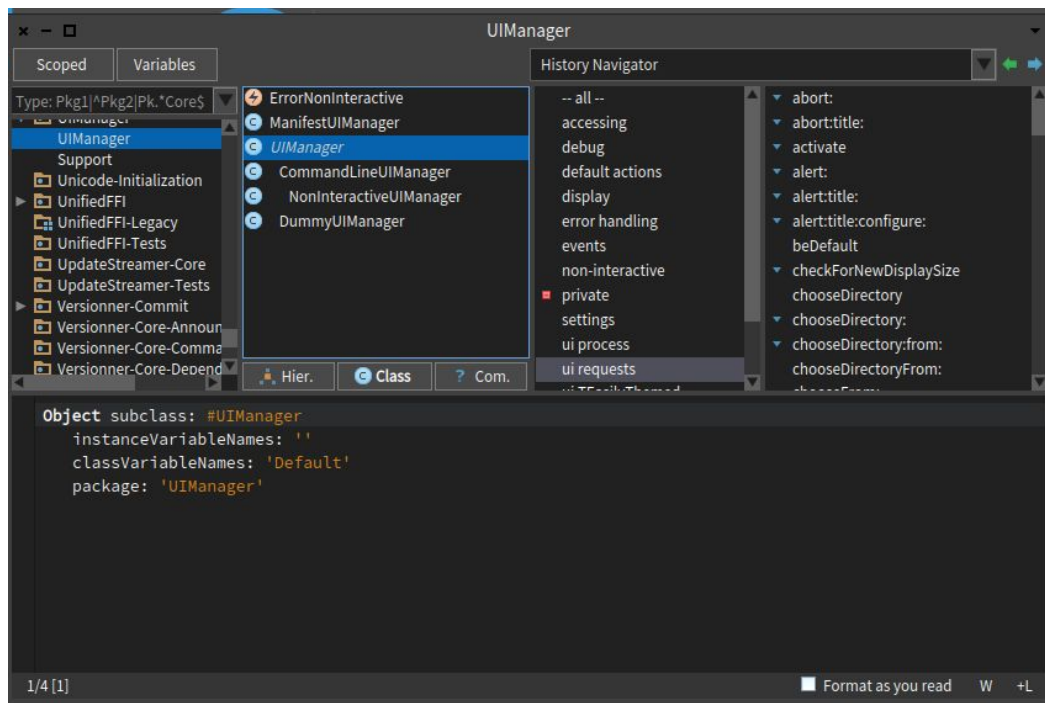 UIManager
Scoped Variables
History Navigator
Type: Pkg1|^Pkg2|Pk.*Core$
UIManager
UIManager
Support
Unicode-Initialization
UnifiedFFI
UnifiedFFI-Legacy
UnifiedFFI-Tests
UpdateStreamer-Core
UpdateStreamer-Tests
Versionner-Commit
Versionner-Core-Announ
Versionner-Core-Comma
Versionner-Core-Depend
ErrorNonInteractive
ManifestUIManager
UIManager
CommandLineUIManager
NonInteractiveUIManager
DummyUIManager
Hier. Class ? Com.
-- all --
accessing
debug
default actions
display
error handling
events
non-interactive
private
settings
ui process
ui requests
abort:
abort:title:
activate
alert:
alert:title:
alert:title:configure:
beDefault
checkForNewDisplaySize
chooseDirectory
chooseDirectory:
chooseDirectory:from:
chooseDirectoryFrom:
Object subclass: #UIManager
instanceVariableNames: ''
classVariableNames: 'Default'
package: 'UIManager'
1/4 [1]
Format as you read W +L